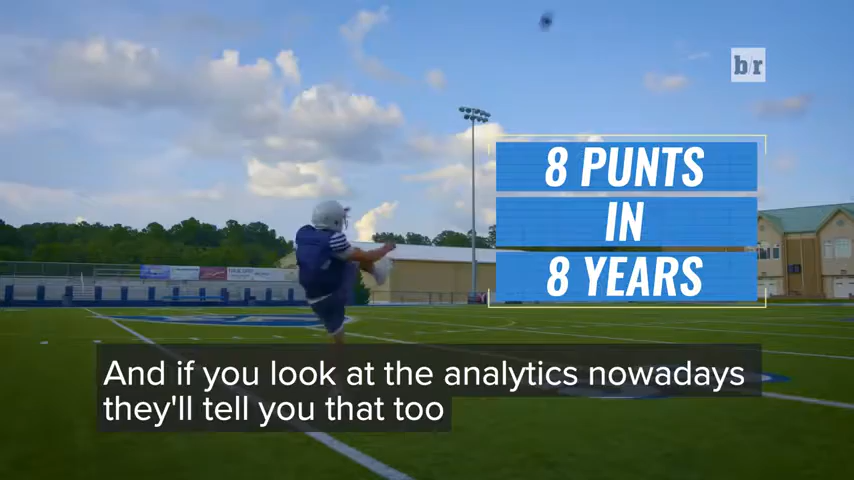 b/r
8 PUNTS
IN
8 YEARS
And if you look at the analytics nowadays
they'll tell you that too